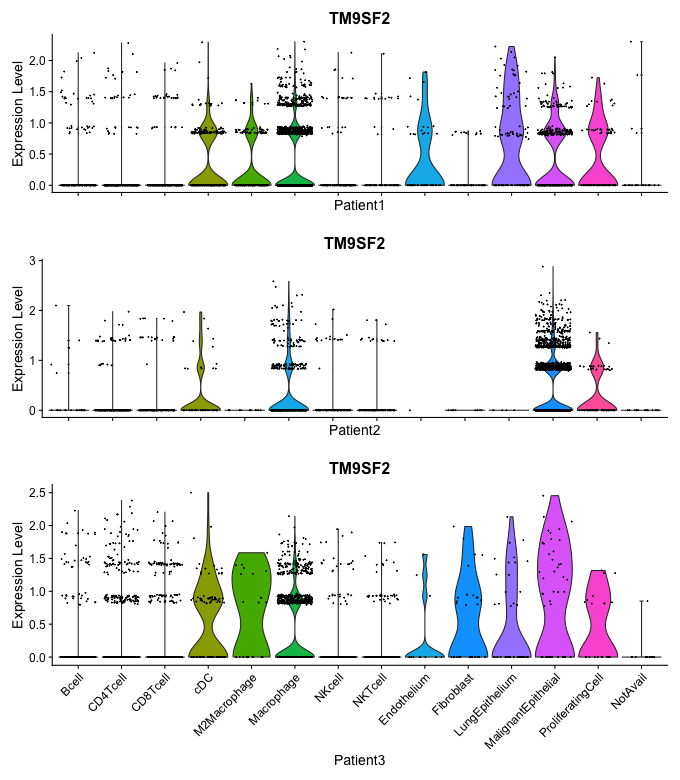 TM9SF2
Expression Level
2.0
1.5
1.0
0.5
0.0
Patient1
TM9SF2
Expression Level
3
2
1
0
Patient2
TM9SF2
Expression Level
2.5
2.0
1.5
1.0
0.5
0.0
Bcell
CD4Tcell
CD8Tcell
cDC
M2Macrophage
Macrophage
NKcell
NKTcell
Endothelium
Fibroblast
LungEpithelium
MalignantEpithelial
ProliferatingCell
NotAvail
Patient3